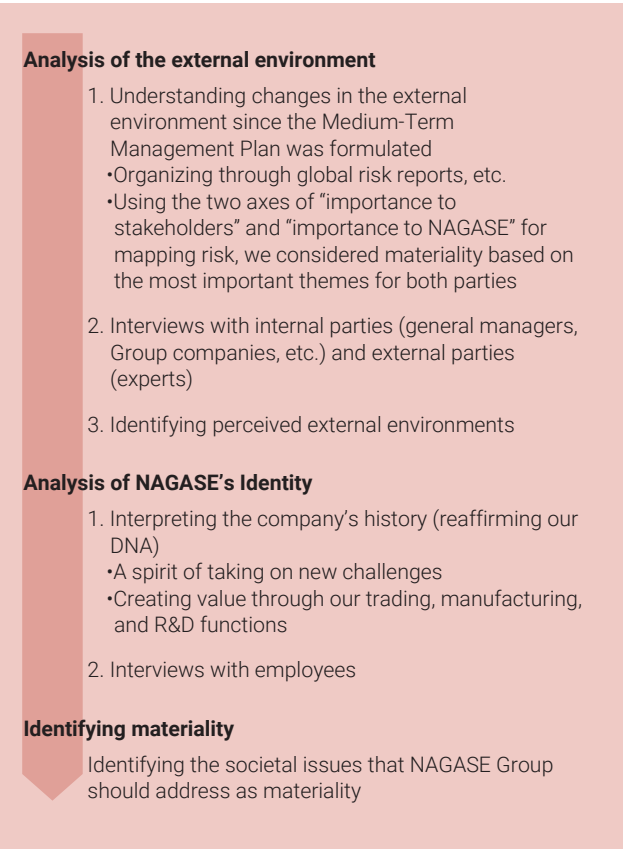 Analysis of the external environment
1. Understanding changes in the external
environment since the Medium-Term
Management Plan was formulated
・Organizing through global risk reports, etc.
・Using the two axes of “importance to
stakeholders” and “importance to NAGASE” for
mapping risk, we considered materiality based on
the most important themes for both parties
2. Interviews with internal parties (general managers,
Group companies, etc.) and external parties
(experts)
3. Identifying perceived external environments
Analysis of NAGASE’s Identity
1. Interpreting the company’s history (reaffirming our
DNA)
・A spirit of taking on new challenges
・Creating value through our trading, manufacturing,
and R&D functions
2. Interviews with employees
Identifying materiality
Identifying the societal issues that NAGASE Group
should address as materiality